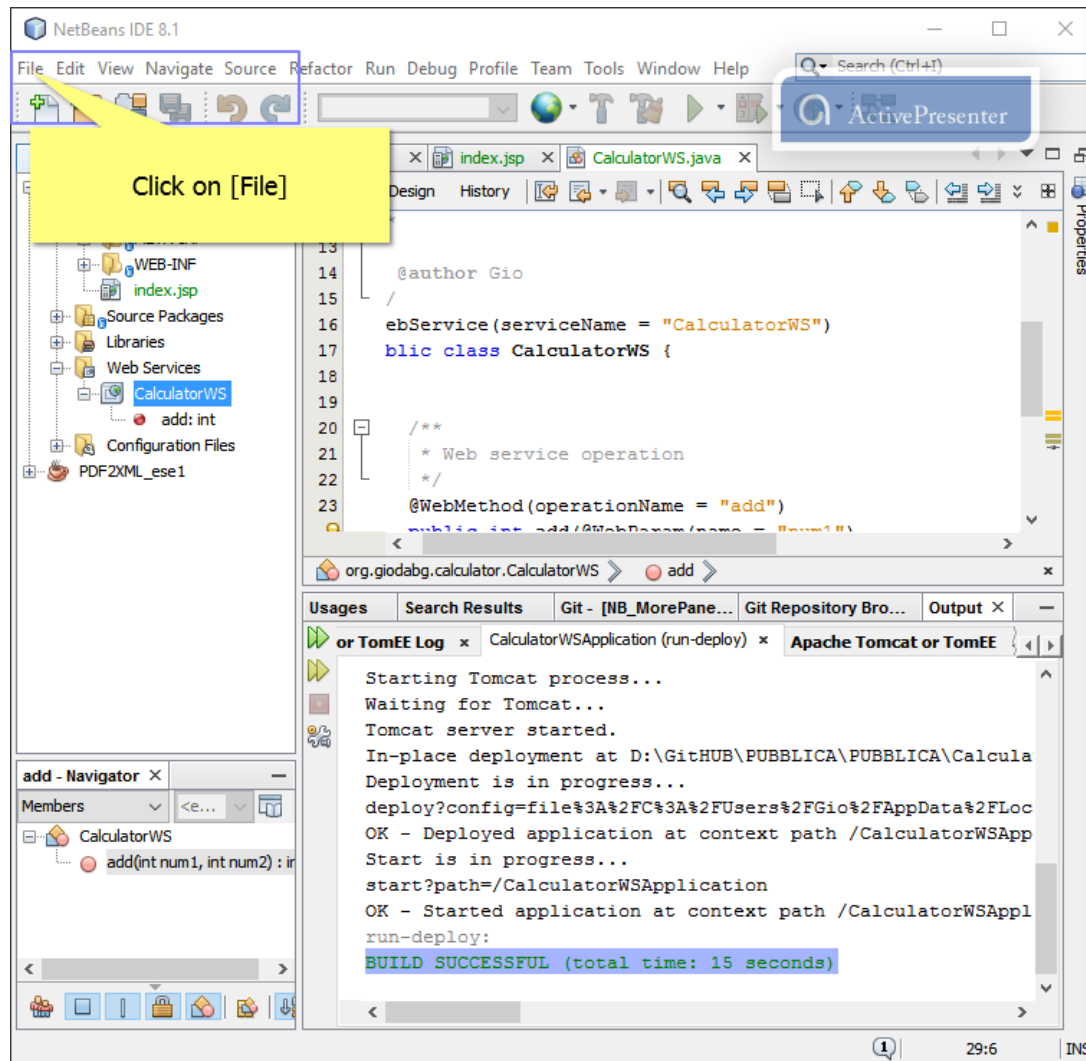 NetBeans IDE 8.1
File Edit View Navigate Source Refactor Run Debug Profile Team Tools Window Help
Search (Ctrl+I)
ActivePresenter
Click on [File]
index.jsp
CalculatorWS.java
Design History
Properties
WEB-INF
index.jsp
Source Packages
Libraries
Web Services
CalculatorWS
add: int
Configuration Files
PDF2XML_ese1
13
14 @author Gio
15 /
16 ebService(serviceName = "CalculatorWS")
17 blic class CalculatorWS {
18
19
20 /**
21 * Web service operation
22 */
23 @WebMethod(operationName = "add")
public int add(@WebParam(name = "num1")
org.giodabg.calculator.CalculatorWS add
Usages Search Results Git - [NB_MorePane... Git Repository Bro... Output
or TomEE Log CalculatorWSApplication (run-deploy) Apache Tomcat or TomEE
Starting Tomcat process...
Waiting for Tomcat...
Tomcat server started.
In-place deployment at D:\GitHUB\PUBBLICA\PUBBLICA\Calcula
Deployment is in progress...
deploy?config=file%3A%2FC%3A%2FUsers%2FGio%2FAppData%2FLoc
OK - Deployed application at context path /CalculatorWSApp
Start is in progress...
start?path=/CalculatorWSApplication
OK - Started application at context path /CalculatorWSAppl
run-deploy:
BUILD SUCCESSFUL (total time: 15 seconds)
add - Navigator
Members <e...
CalculatorWS
add(int num1, int num2) : in
1 29:6 INS